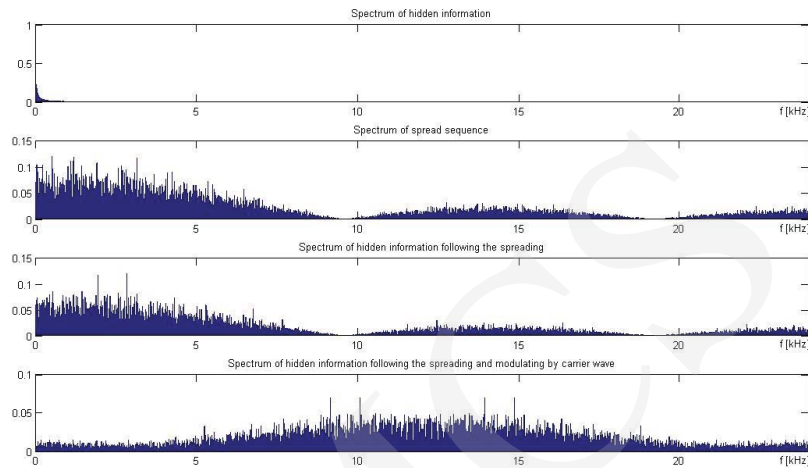 Spectrum of hidden information
1
0.5
0
0 5 10 15 20 f [kHz]
Spectrum of spread sequence
0.15
0.1
0.05
0
0 5 10 15 20 f [kHz]
Spectrum of hidden information following the spreading
0.15
0.1
0.05
0
0 5 10 15 20 f [kHz]
Spectrum of hidden information following the spreading and modulating by carrier wave
0.1
0.05
0
0 5 10 15 20 f [kHz]